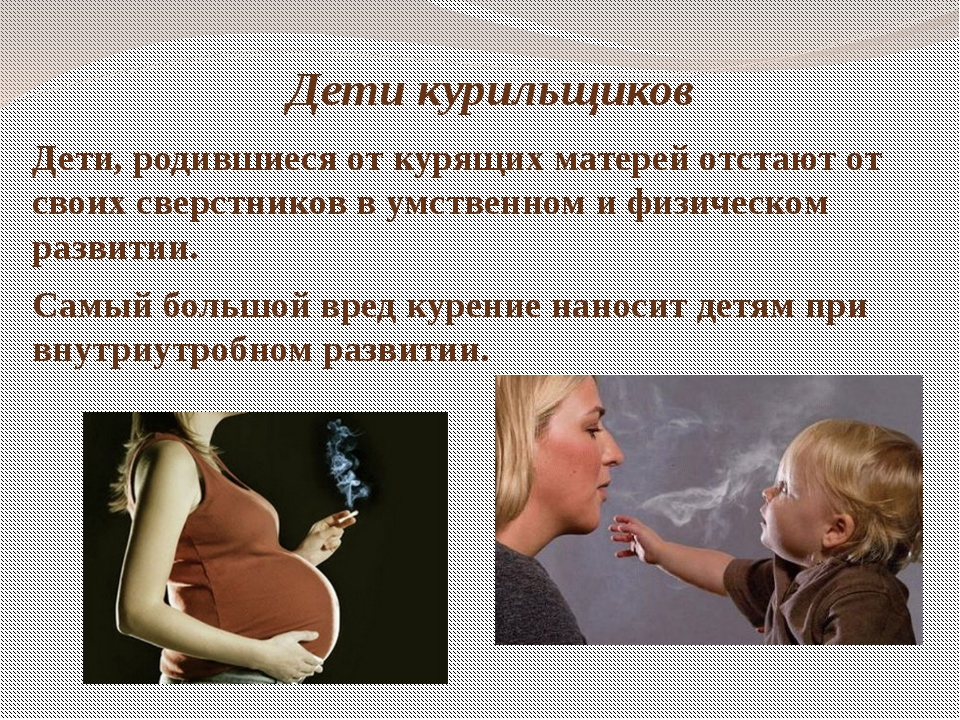 Дети курильщиков
Дети, родившиеся от курящих матерей отстают от
своих сверстников в умственном и физическом
развитии.
Самый большой вред курение наносит детям при
внутриутробном развитии.